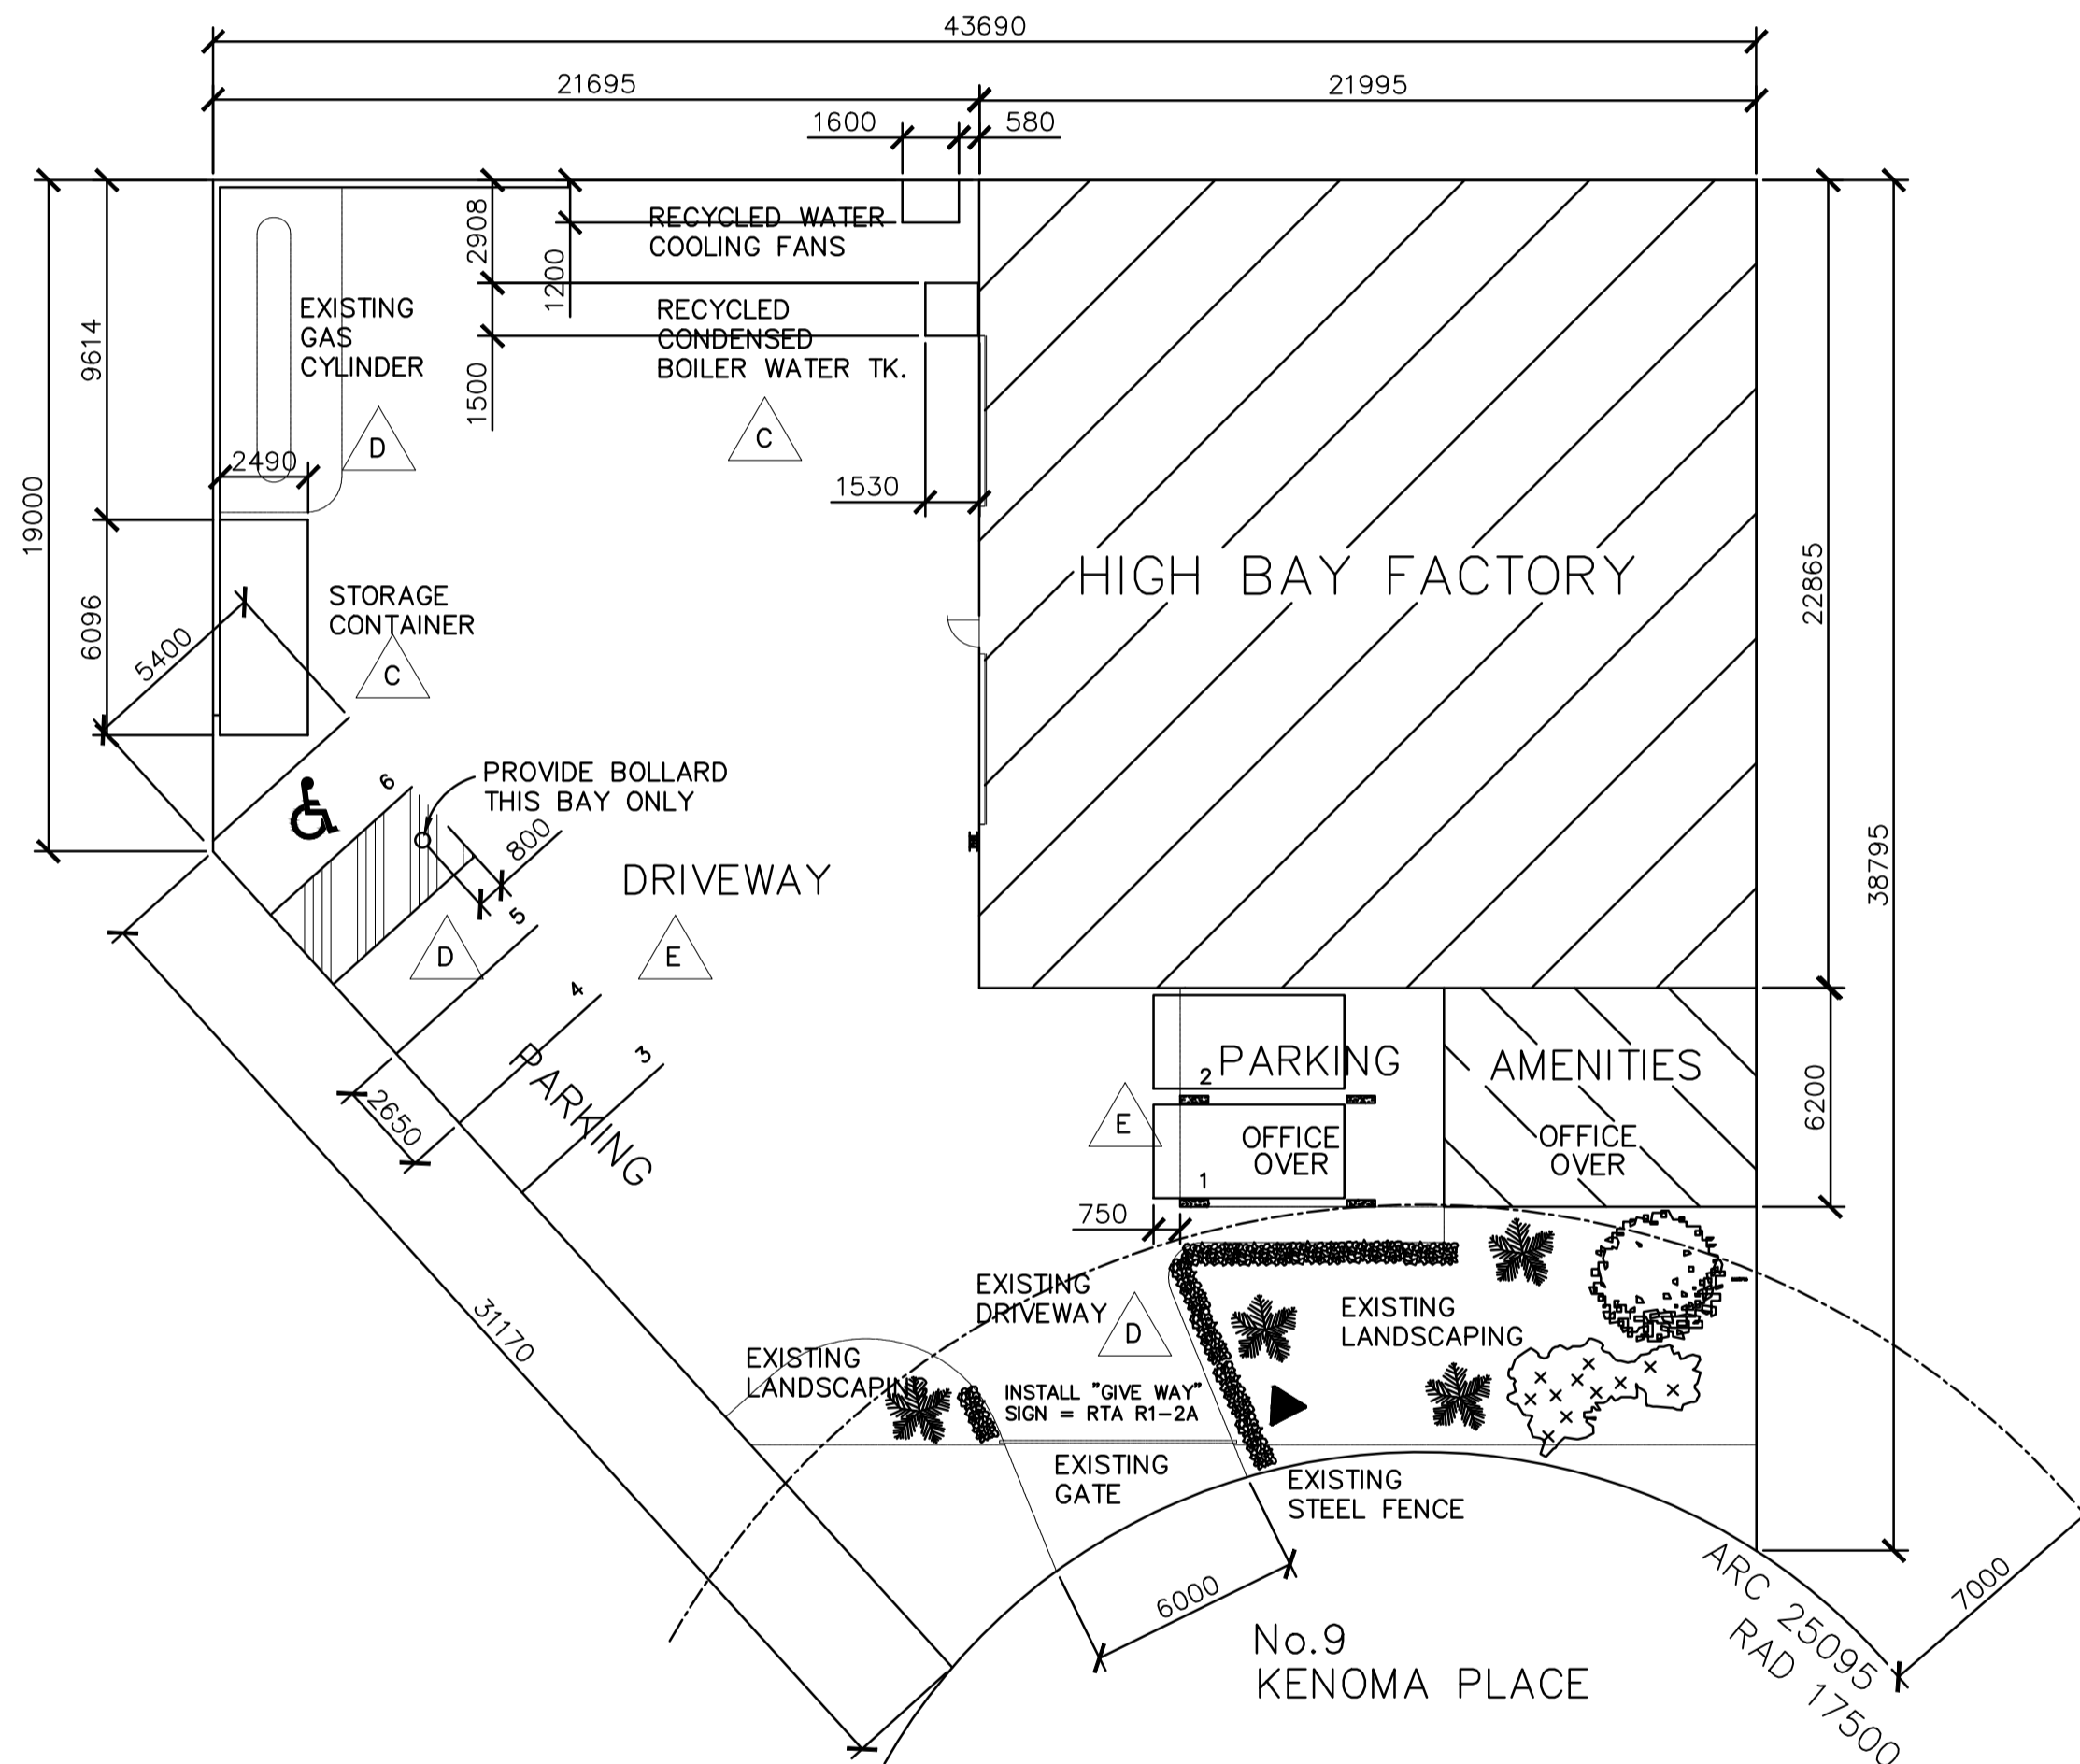 43690
21695
21995
1600
580
RECYCLED WATER
COOLING FANS
2908
1200
EXISTING
GAS
CYLINDER
RECYCLED
CONDENSED
BOILER WATER TK.
9614
1500
D
C
2490
1530
19000
HIGH BAY FACTORY
22865
STORAGE
CONTAINER
6096
5400
C
PROVIDE BOLLARD
THIS BAY ONLY
6
800
DRIVEWAY
38795
5
D
E
4
3
PARKING
2650
2
PARKING
AMENITIES
6200
E
OFFICE
OVER
OFFICE
OVER
1
750
EXISTING
DRIVEWAY
D
EXISTING
LANDSCAPING
31170
EXISTING
LANDSCAPING
INSTALL "GIVE WAY"
SIGN = RTA R1-2A
EXISTING
GATE
EXISTING
STEEL FENCE
6000
7000
ARC 25095
RAD 17500
No.9
KENOMA PLACE